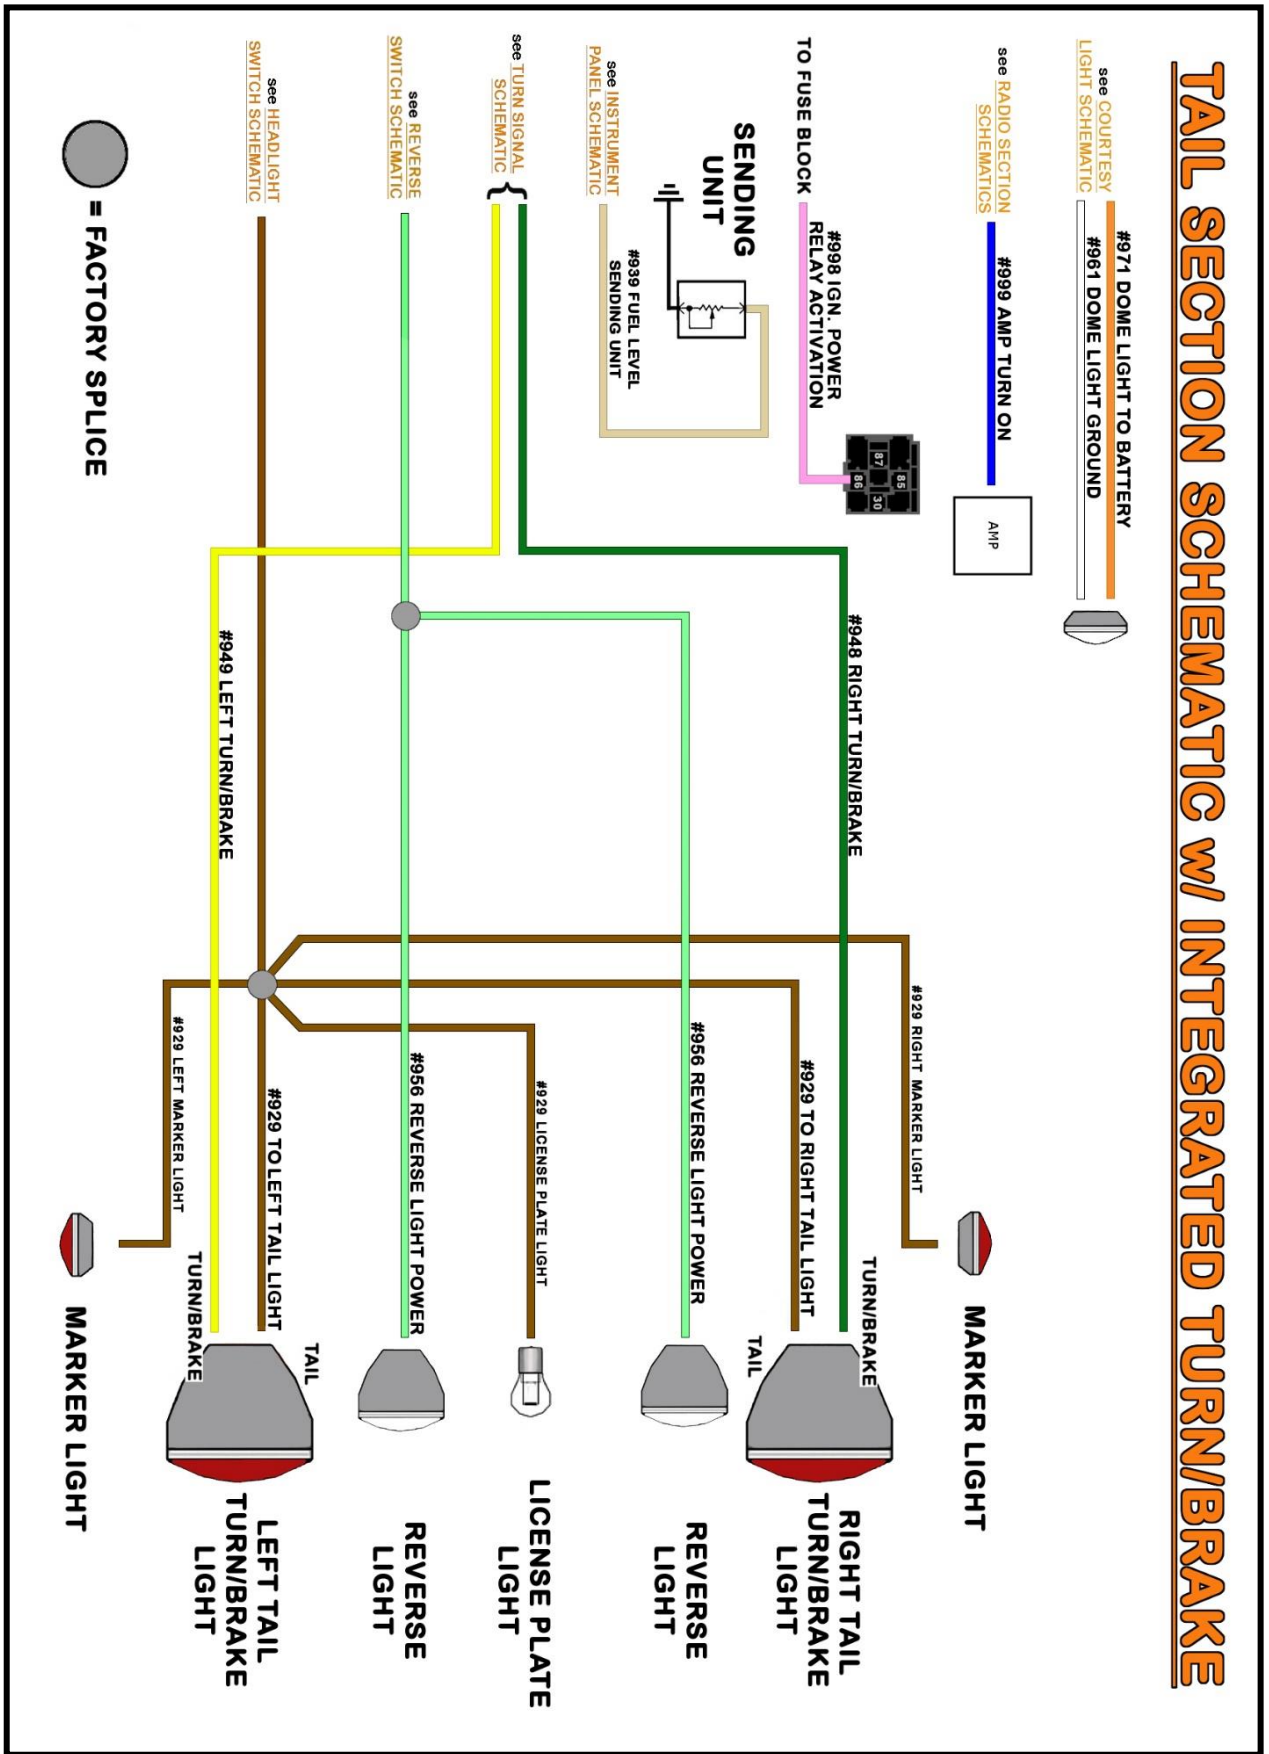 TAIL SECTION SCHEMATIC w/ INTEGRATED TURN/BRAKE
see COURTESY
LIGHT SCHEMATIC
#971 DOME LIGHT TO BATTERY
#961 DOME LIGHT GROUND
see RADIO SECTION
SCHEMATICS
#999 AMP TURN ON
AMP
TO FUSE BLOCK
#998 IGN. POWER
RELAY ACTIVATION
87
86
85
30
SENDING
UNIT
see INSTRUMENT
PANEL SCHEMATIC
#939 FUEL LEVEL
SENDING UNIT
see TURN SIGNAL
SCHEMATIC
{
see REVERSE
SWITCH SCHEMATIC
see HEADLIGHT
SWITCH SCHEMATIC
= FACTORY SPLICE
#948 RIGHT TURN/BRAKE
#949 LEFT TURN/BRAKE
#929 RIGHT MARKER LIGHT
#929 TO RIGHT TAIL LIGHT
#956 REVERSE LIGHT POWER
#929 LICENSE PLATE LIGHT
#956 REVERSE LIGHT POWER
#929 TO LEFT TAIL LIGHT
#929 LEFT MARKER LIGHT
MARKER LIGHT
TURN/BRAKE
TAIL
RIGHT TAIL
TURN/BRAKE
LIGHT
REVERSE
LIGHT
LICENSE PLATE
LIGHT
REVERSE
LIGHT
TAIL
TURN/BRAKE
LEFT TAIL
TURN/BRAKE
LIGHT
MARKER LIGHT